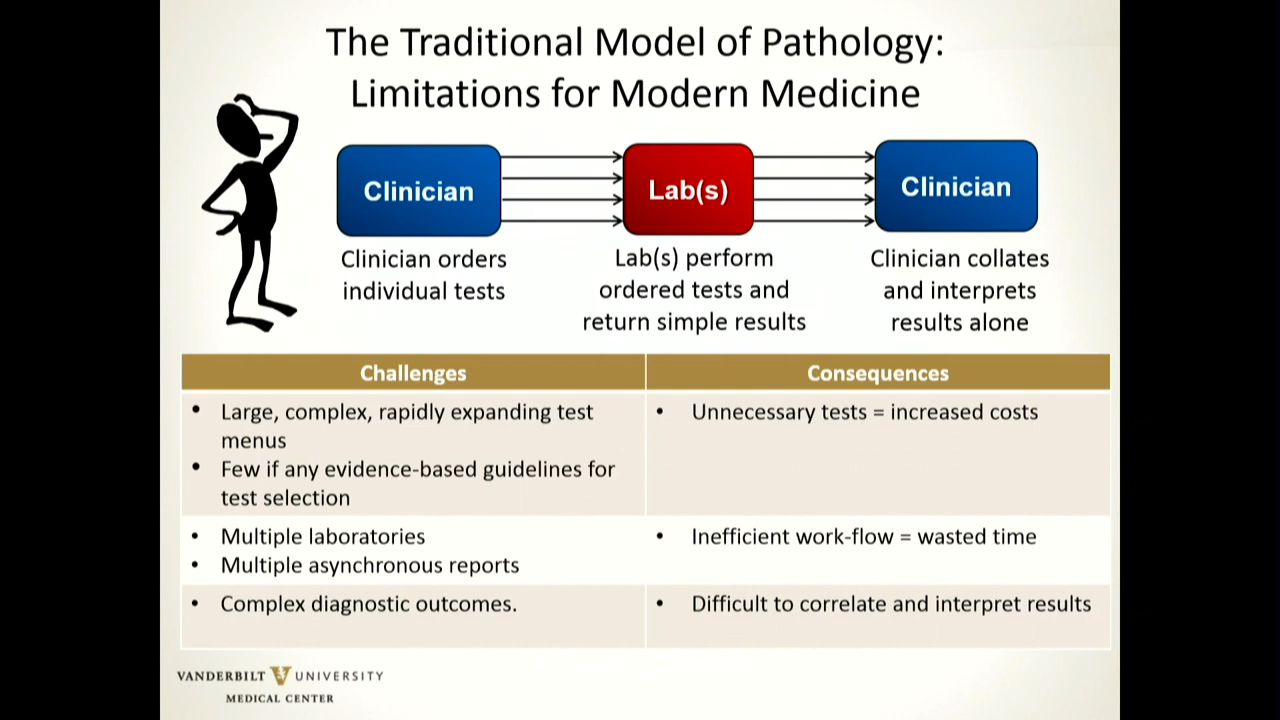 The Traditional Model of Pathology:
Limitations for Modern Medicine
Clinician
Lab(s)
Clinician
Clinician orders
individual tests
Lab(s) perform
ordered tests and
return simple results
Clinician collates
and interprets
results alone
Challenges
Consequences
• Large, complex, rapidly expanding test
menus
• Few if any evidence-based guidelines for
test selection
• Unnecessary tests = increased costs
• Multiple laboratories
• Multiple asynchronous reports
• Inefficient work-flow = wasted time
• Complex diagnostic outcomes.
• Difficult to correlate and interpret results
VANDERBILT V UNIVERSITY
MEDICAL CENTER